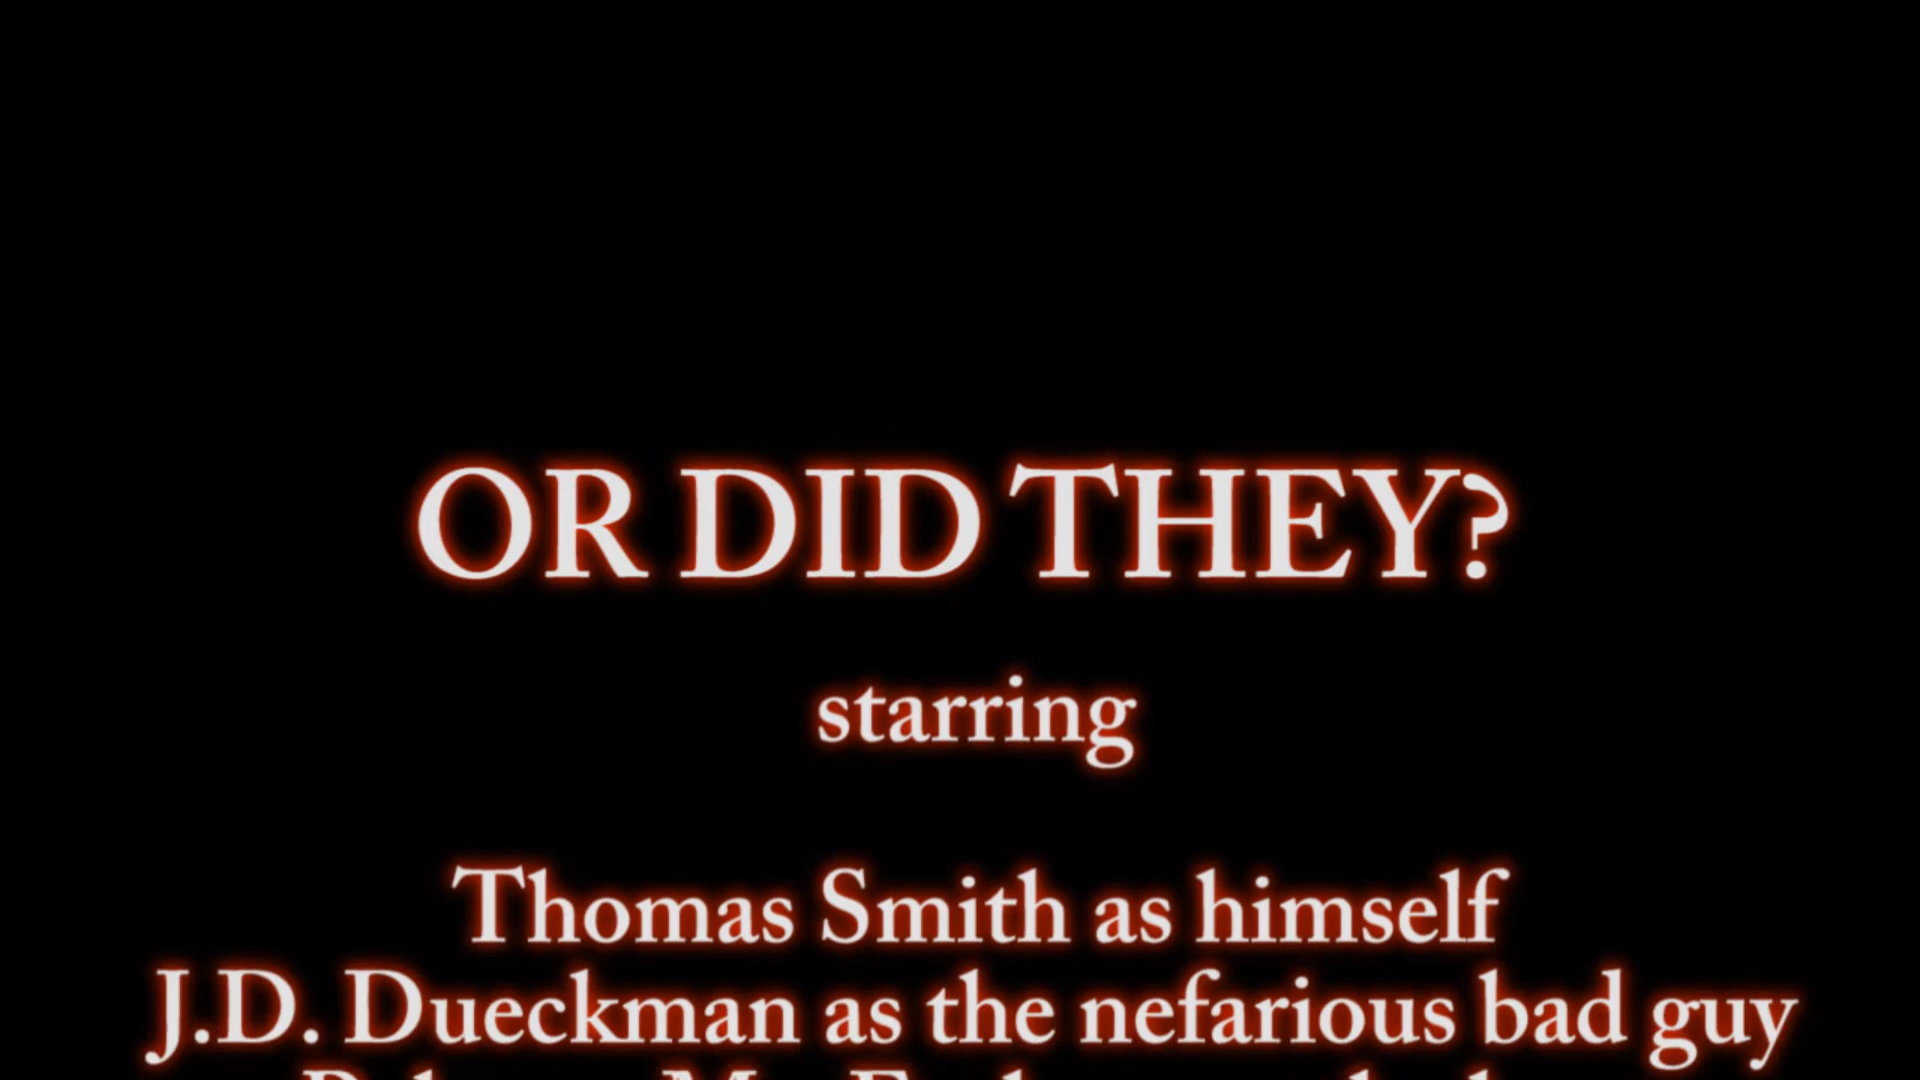 OR DID THEY?
starring
Thomas Smith as himself
J.D. Dueckman as the nefarious bad guy